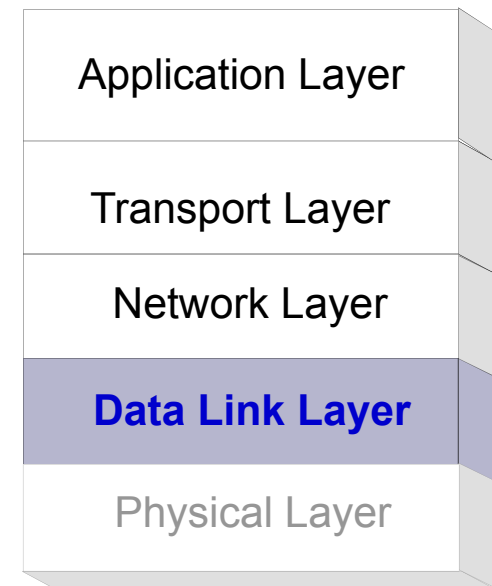 Application Layer
Transport Layer
Network Layer
Data Link Layer
Physical Layer